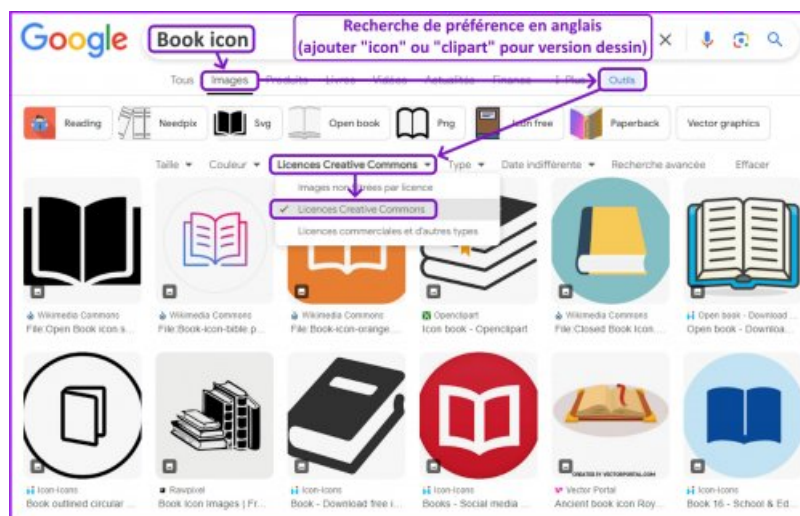 Google
Book icon
Recherche de préférence en anglais
(ajouter "icon" ou "clipart" pour version dessin)
Tous Images Produits Livres Vidéos Actualités Finance Plus Outils
Reading Needpix Svg Open book Png Icon free Paperback Vector graphics
Taille Couleur Licences Creative Commons Type Date indifférente Recherche avancée Effacer
Images non filtrées par licence
Licences Creative Commons
Licences commerciales et d'autres types
Wikimedia Commons Wikimedia Commons Wikimedia Commons Openclipart Wikimedia Commons Open book - Download ...
File:Open Book icon.s... File:Book-icon-bible.p... File:Book-icon-orange.... Icon book - Openclipart File:Closed Book Icon.... Open book - Downloa...
CREATED BY VECTORPORTAL.COM
Icon-Icons Rawpixel Icon-Icons Icon-Icons Vector Portal Icon-Icons
Book outlined circular ... Book Icon Images | Fr... Book - Download free i... Books - Social media ... Ancient book icon Roy... Book 16 - School & Ed...